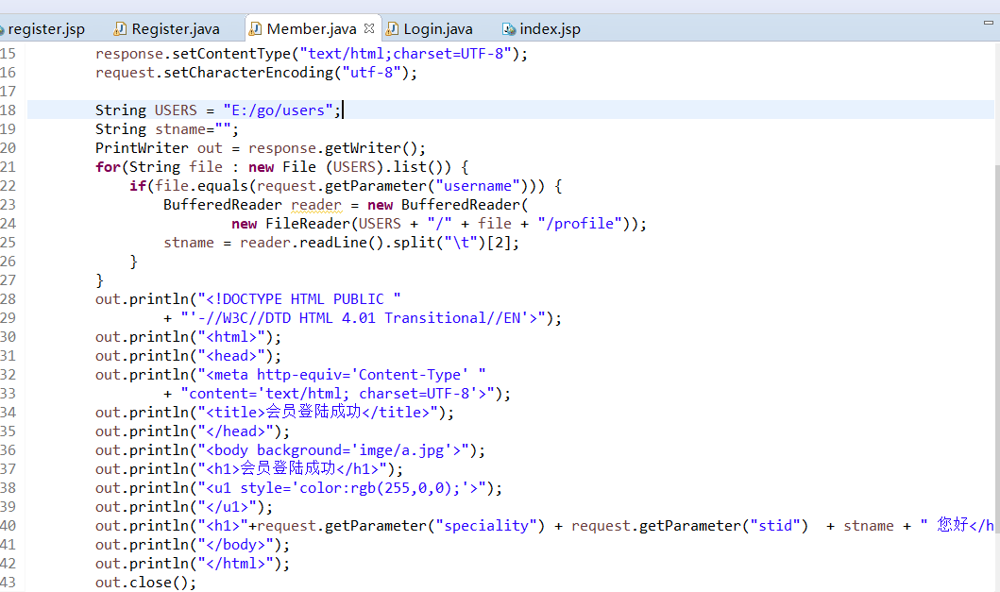 register.jsp Register.java Member.java Login.java index.jsp
15 response.setContentType("text/html;charset=UTF-8");
16 request.setCharacterEncoding("utf-8");
17
18 String USERS = "E:/go/users";
19 String stname="";
20 PrintWriter out = response.getWriter();
21 for(String file : new File (USERS).list()) {
22 if(file.equals(request.getParameter("username"))) {
23 BufferedReader reader = new BufferedReader(
24 new FileReader(USERS + "/" + file + "/profile"));
25 stname = reader.readLine().split("\t")[2];
26 }
27 }
28 out.println("<!DOCTYPE HTML PUBLIC "
29 + "'-//W3C//DTD HTML 4.01 Transitional//EN'>");
30 out.println("<html>");
31 out.println("<head>");
32 out.println("<meta http-equiv='Content-Type' "
33 + "content='text/html; charset=UTF-8'>");
34 out.println("<title>会员登陆成功</title>");
35 out.println("</head>");
36 out.println("<body background='imge/a.jpg'>");
37 out.println("<h1>会员登陆成功</h1>");
38 out.println("<u1 style='color:rgb(255,0,0);'>");
39 out.println("</u1>");
40 out.println("<h1>"+request.getParameter("speciality") + request.getParameter("stid") + stname + " 您好</h
41 out.println("</body>");
42 out.println("</html>");
43 out.close();